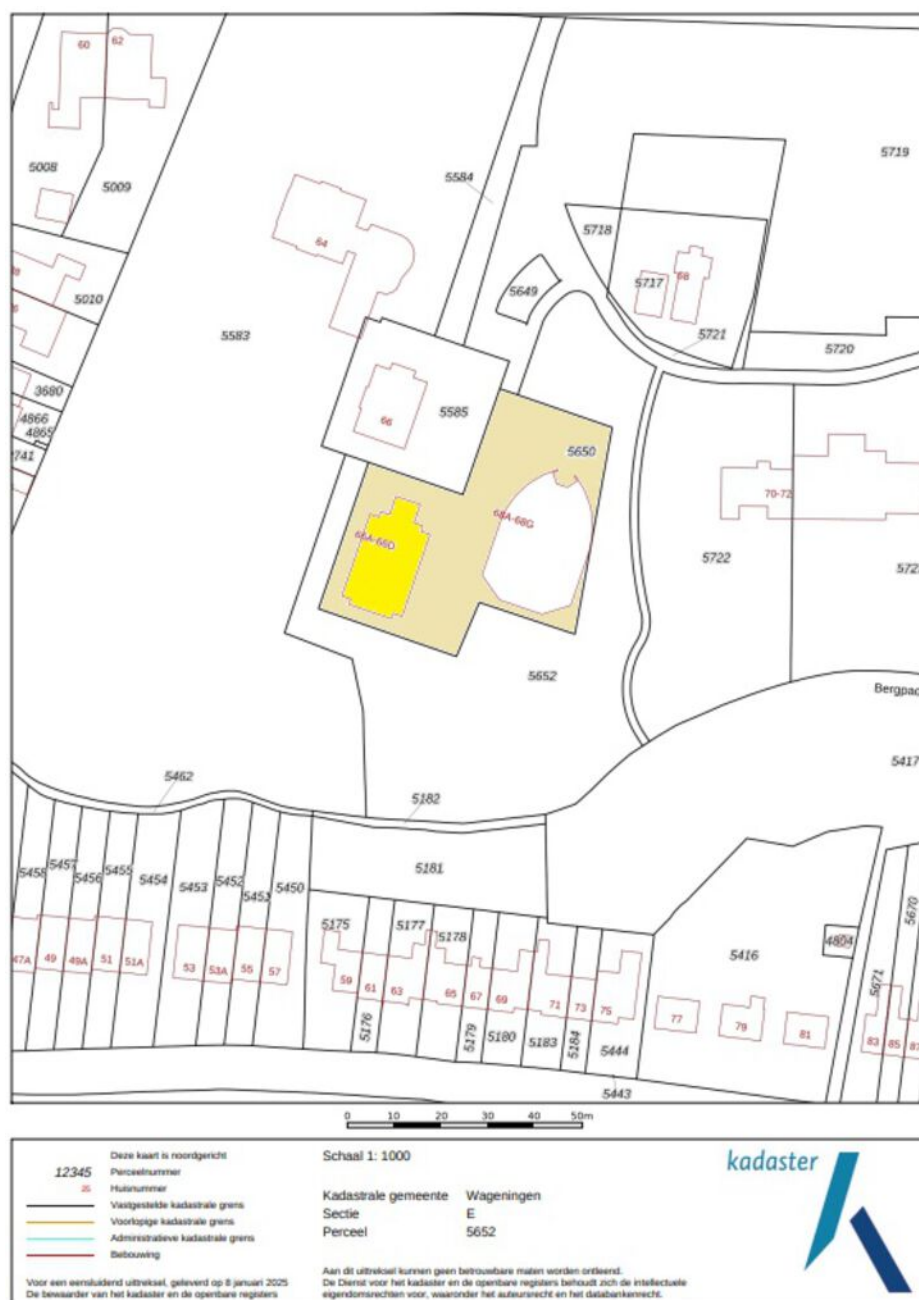 60 62
5719
5008
5009
5584
5718
64
5717
68
5649
5010
5583
5721
5720
3680
4866
4865
5585
66
741
5650
68A-68G
70-72
66A-66D
5722
5652
Bergpad
5417
5462
5182
5458 5457 5456 5455 5454 5453 5452 5450
5181
5175 5177 5178
5670
4804
5416
5671
47A 49 49A 51 51A 53 53A 55 57
59 61 63 65 67 69 71 73 75
77 79 81
83 85 87
5176 5179 5180 5183 5184 5444
5443
0 10 20 30 40 50m
Deze kaart is noordgericht
12345 Perceelnummer
25 Huisnummer
Vastgestelde kadastrale grens
Voorlopige kadastrale grens
Administratieve kadastrale grens
Bebouwing
Voor een eensluidend uittreksel, geleverd op 8 januari 2025
De bewaarder van het kadaster en de openbare registers
Schaal 1: 1000
Kadastrale gemeente Wageningen
Sectie E
Perceel 5652
Aan dit uittreksel kunnen geen betrouwbare maten worden ontleend.
De Dienst voor het kadaster en de openbare registers behoudt zich de intellectuele
eigendomsrechten voor, waaronder het auteursrecht en het databankenrecht.
kadaster